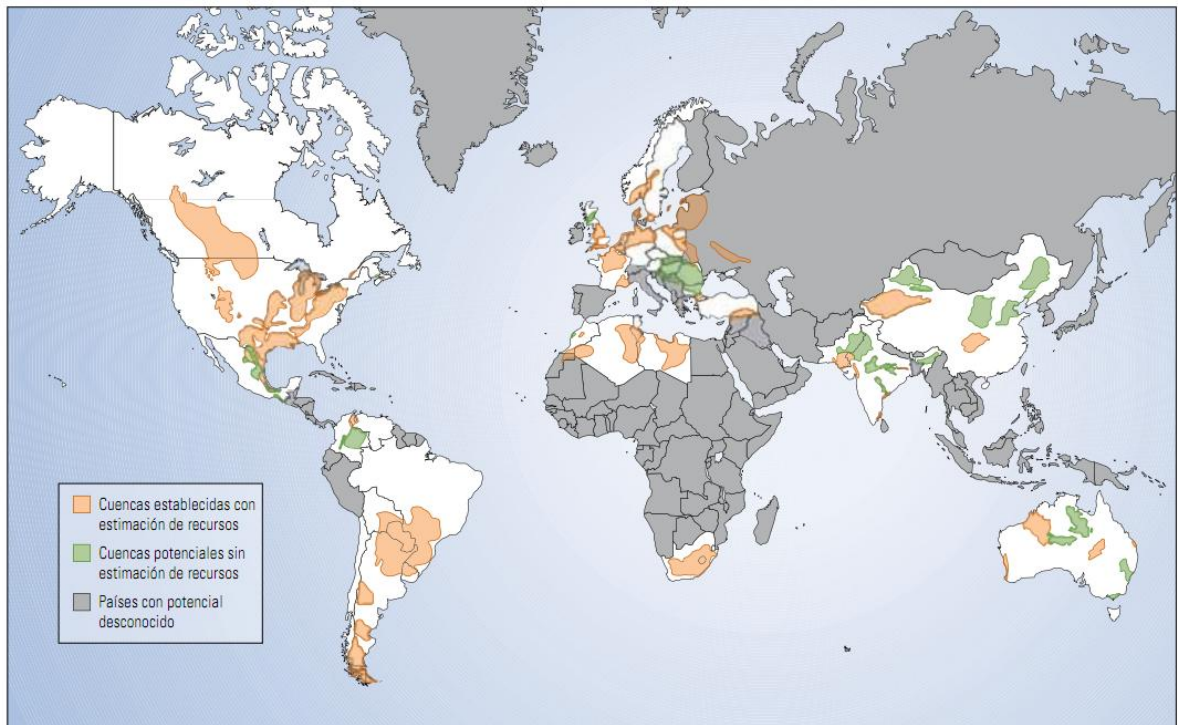 Cuencas establecidas con
estimación de recursos
Cuencas potenciales sin
estimación de recursos
Países con potencial
desconocido